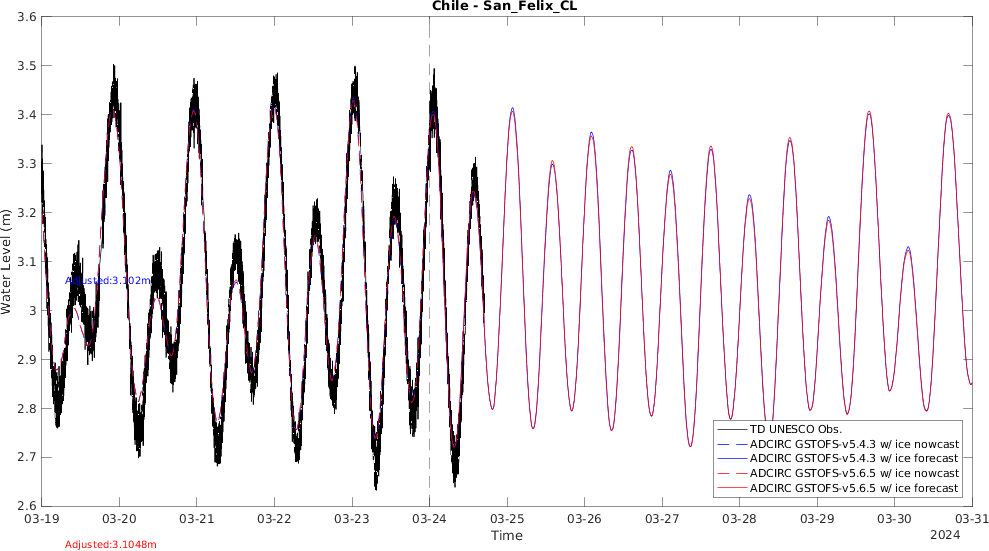 Chile - San_Felix_CL
3.6
3.5
3.4
3.3
3.2
3.1
3
2.9
2.8
2.7
2.6
Water Level (m)
Adjusted:3.102m
TD UNESCO Obs.
ADCIRC GSTOFS-v5.4.3 w/ ice nowcast
ADCIRC GSTOFS-v5.4.3 w/ ice forecast
ADCIRC GSTOFS-v5.6.5 w/ ice nowcast
ADCIRC GSTOFS-v5.6.5 w/ ice forecast
03-19 03-20 03-21 03-22 03-23 03-24 03-25 03-26 03-27 03-28 03-29 03-30 03-31
Time
2024
Adjusted:3.1048m